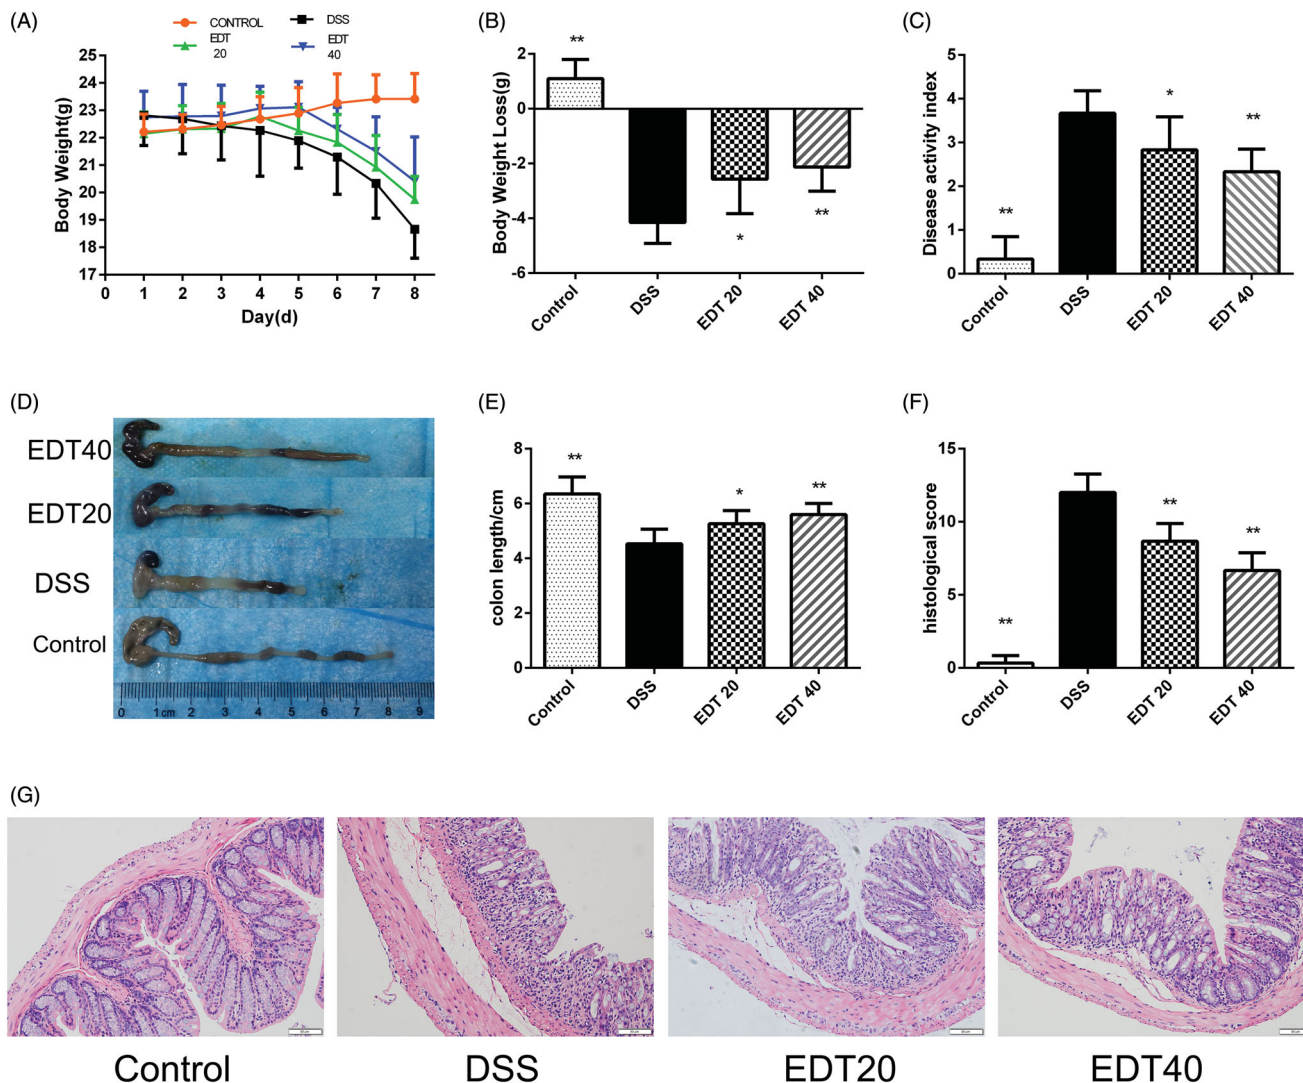 (A)
CONTROL
DSS
EDT
20
EDT
40
Body Weight(g)
25
24
23
22
21
20
19
18
17
0 1 2 3 4 5 6 7 8
Day(d)
(B)
Body Weight Loss(g)
2
0
-2
-4
-6
**
*
**
Control
DSS
EDT 20
EDT 40
(C)
Disease activity index
5
4
3
2
1
0
**
*
**
Control
DSS
EDT 20
EDT 40
(D)
EDT40
EDT20
DSS
Control
0 1cm 2 3 4 5 6 7 8 9
(E)
colon length/cm
8
6
4
2
0
**
*
**
Control
DSS
EDT 20
EDT 40
(F)
histological score
15
10
5
0
**
**
**
Control
DSS
EDT 20
EDT 40
(G)
Control
DSS
EDT20
EDT40